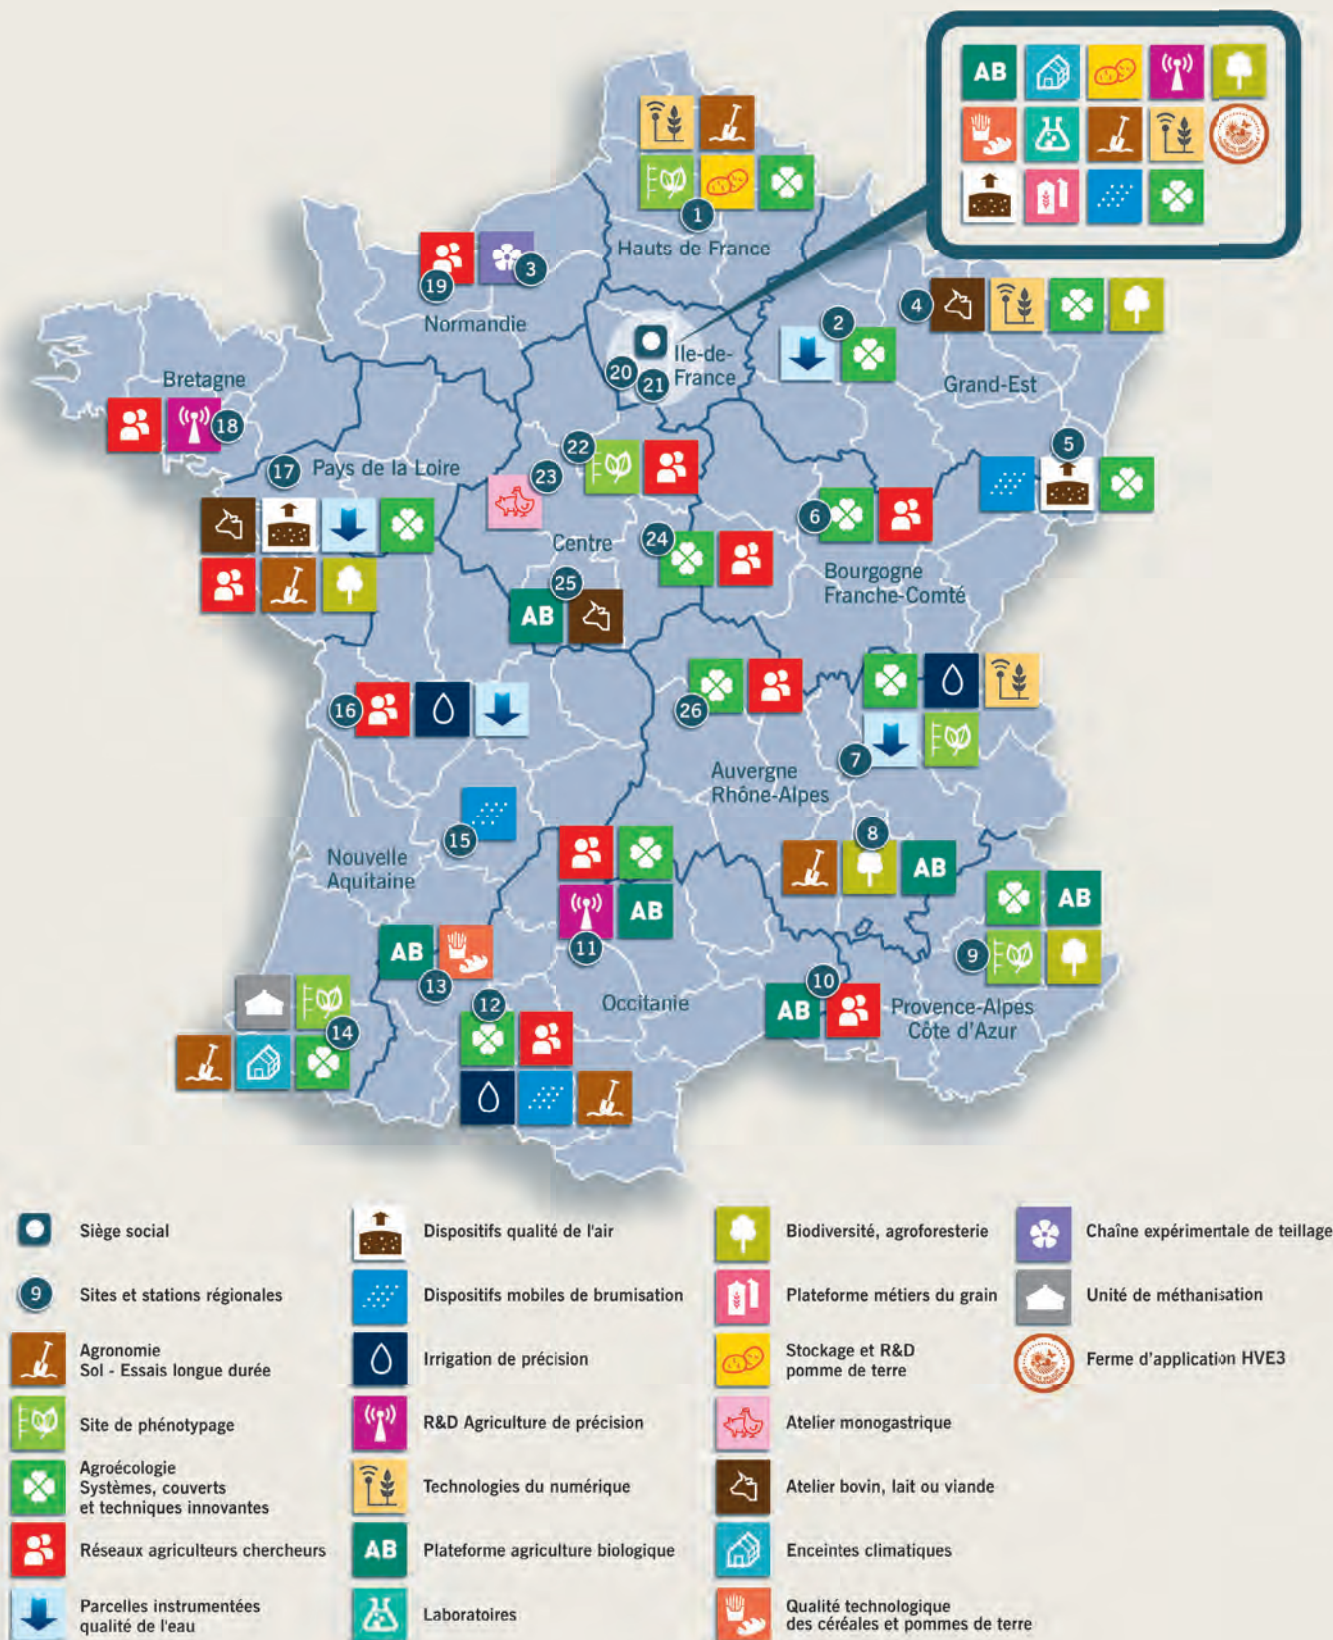 AB
1
Hauts de France
19
3
Normandie
4
2
20
21
Ile-de-
France
Grand-Est
Bretagne
18
17
Pays de la Loire
22
23
5
6
24
Centre
Bourgogne
Franche-Comté
25
AB
16
26
7
Auvergne
Rhône-Alpes
15
8
AB
Nouvelle
Aquitaine
AB
11
AB
9
AB
13
12
Occitanie
10
AB
Provence-Alpes
Côte d'Azur
14
Siège social
9
Sites et stations régionales
Agronomie
Sol - Essais longue durée
Site de phénotypage
Agroécologie
Systèmes, couverts
et techniques innovantes
Réseaux agriculteurs chercheurs
Parcelles instrumentées
qualité de l'eau
Dispositifs qualité de l'air
Dispositifs mobiles de brumisation
Irrigation de précision
R&D Agriculture de précision
Technologies du numérique
AB
Plateforme agriculture biologique
Laboratoires
Biodiversité, agroforesterie
Plateforme métiers du grain
Stockage et R&D
pomme de terre
Atelier monogastrique
Atelier bovin, lait ou viande
Enceintes climatiques
Qualité technologique
des céréales et pommes de terre
Chaîne expérimentale de teillage
Unité de méthanisation
Ferme d'application HVE3